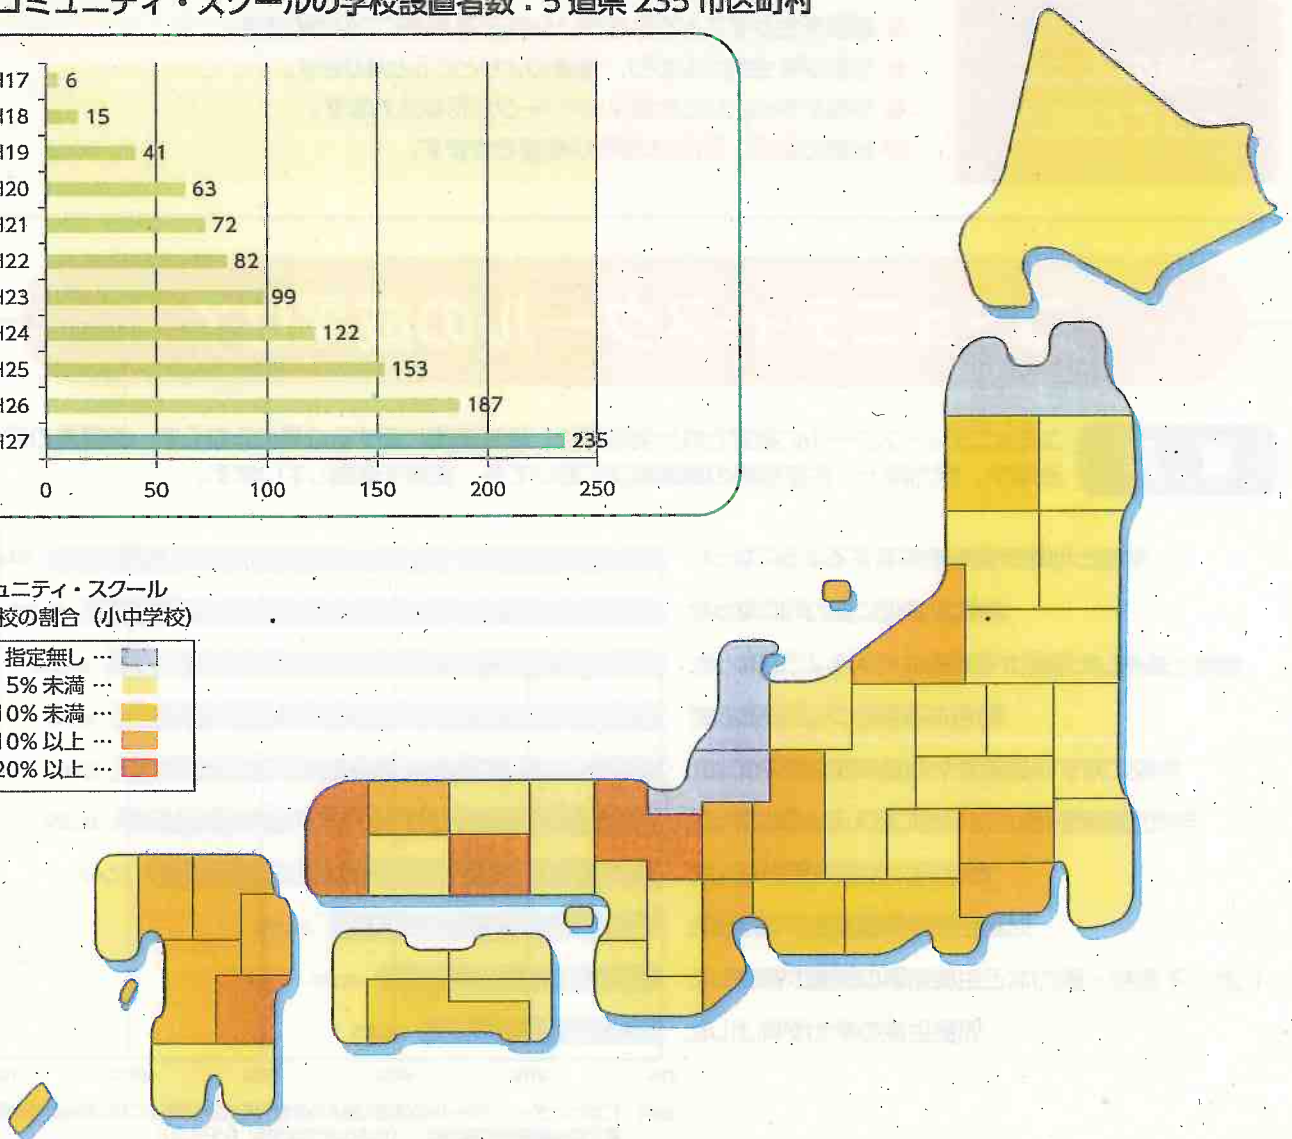 コミュニティ・スクールの学校設置者数：5道県 235 市区町村
H17 6
H18 15
H19 41
H20 63
H21 72
H22 82
H23 99
H24 122
H25 153
H26 187
H27 235
0 50 100 150 200 250
ュニティ・スクール
校の割合（小中学校）
指定無し …
5% 未満 …
10% 未満 …
10% 以上 …
20% 以上 …